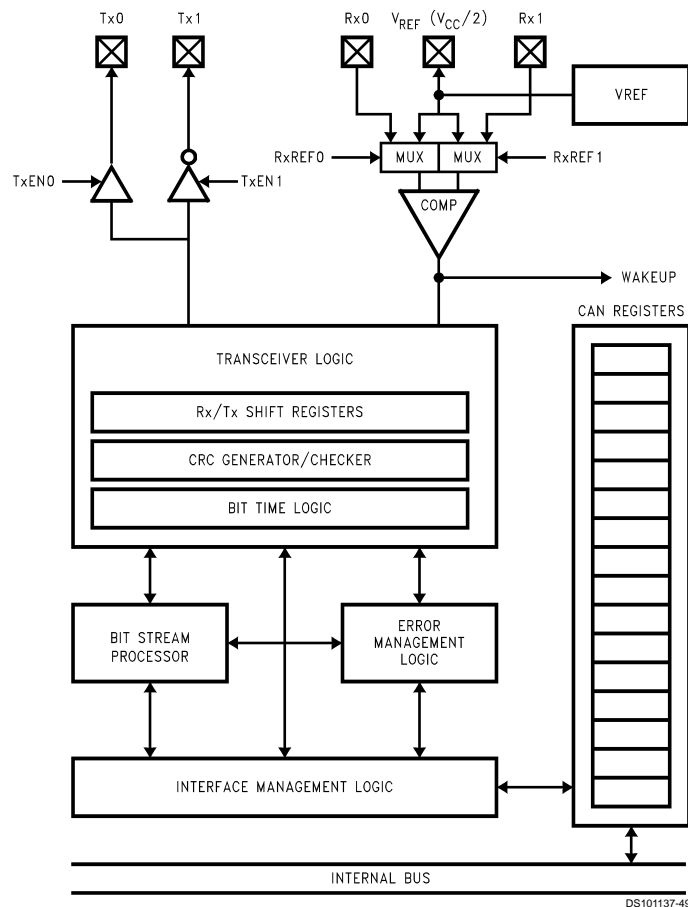 Tx0
Tx1
Rx0
VREF (VCC/2)
Rx1
VREF
RxREF0
MUX
MUX
RxREF1
TxEN0
TxEN1
COMP
WAKEUP
CAN REGISTERS
TRANSCEIVER LOGIC
Rx/Tx SHIFT REGISTERS
CRC GENERATOR/CHECKER
BIT TIME LOGIC
BIT STREAM
PROCESSOR
ERROR
MANAGEMENT
LOGIC
INTERFACE MANAGEMENT LOGIC
INTERNAL BUS
DS101137-49